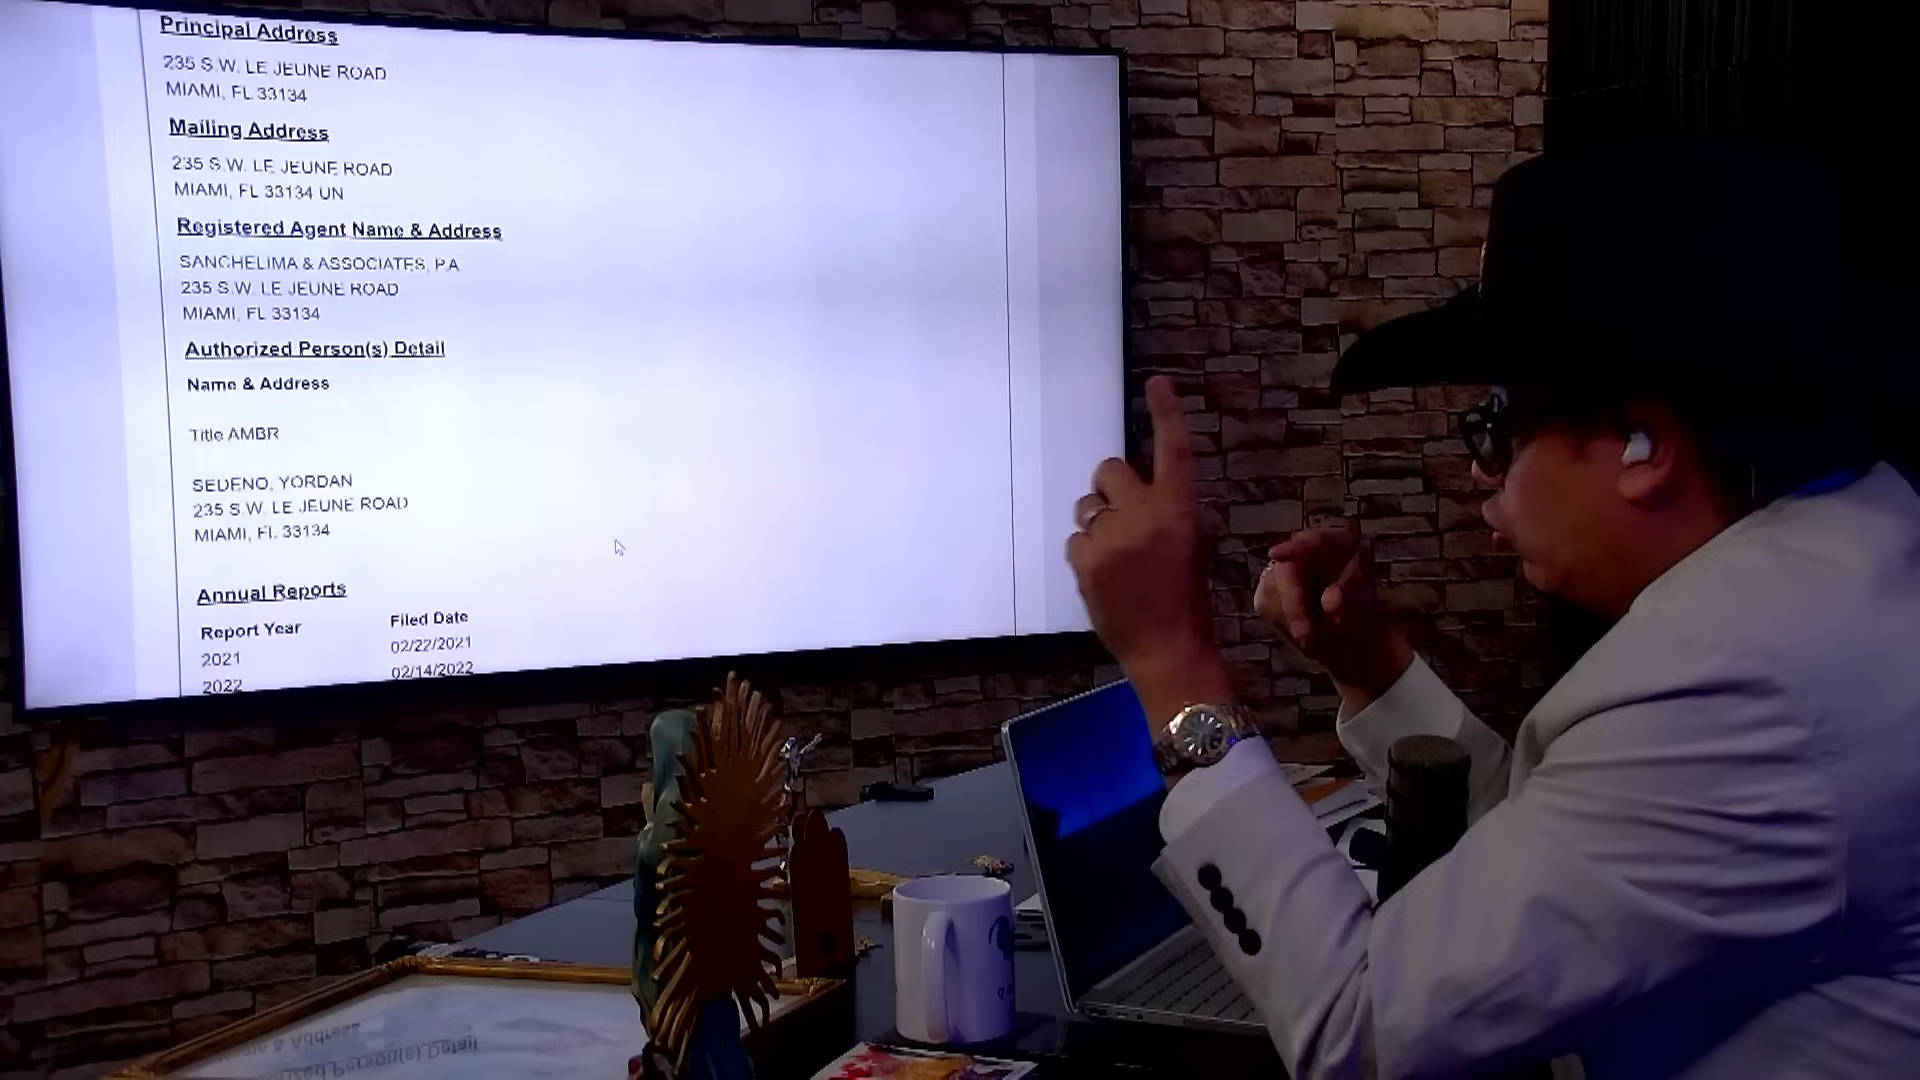 Principal Address
235 S.W. LE JEUNE ROAD
MIAMI, FL 33134
Mailing Address
235 S.W. LE JEUNE ROAD
MIAMI, FL 33134 UN
Registered Agent Name & Address
SANCHELIMA & ASSOCIATES, P.A.
235 S.W. LE JEUNE ROAD
MIAMI, FL 33134
Authorized Person(s) Detail
Name & Address
Title AMBR
SEDENO, YORDAN
235 S.W. LE JEUNE ROAD
MIAMI, FL 33134
Annual Reports
Report Year Filed Date
2021 02/22/2021
2022 02/14/2022
& Address
Person(s) Detail